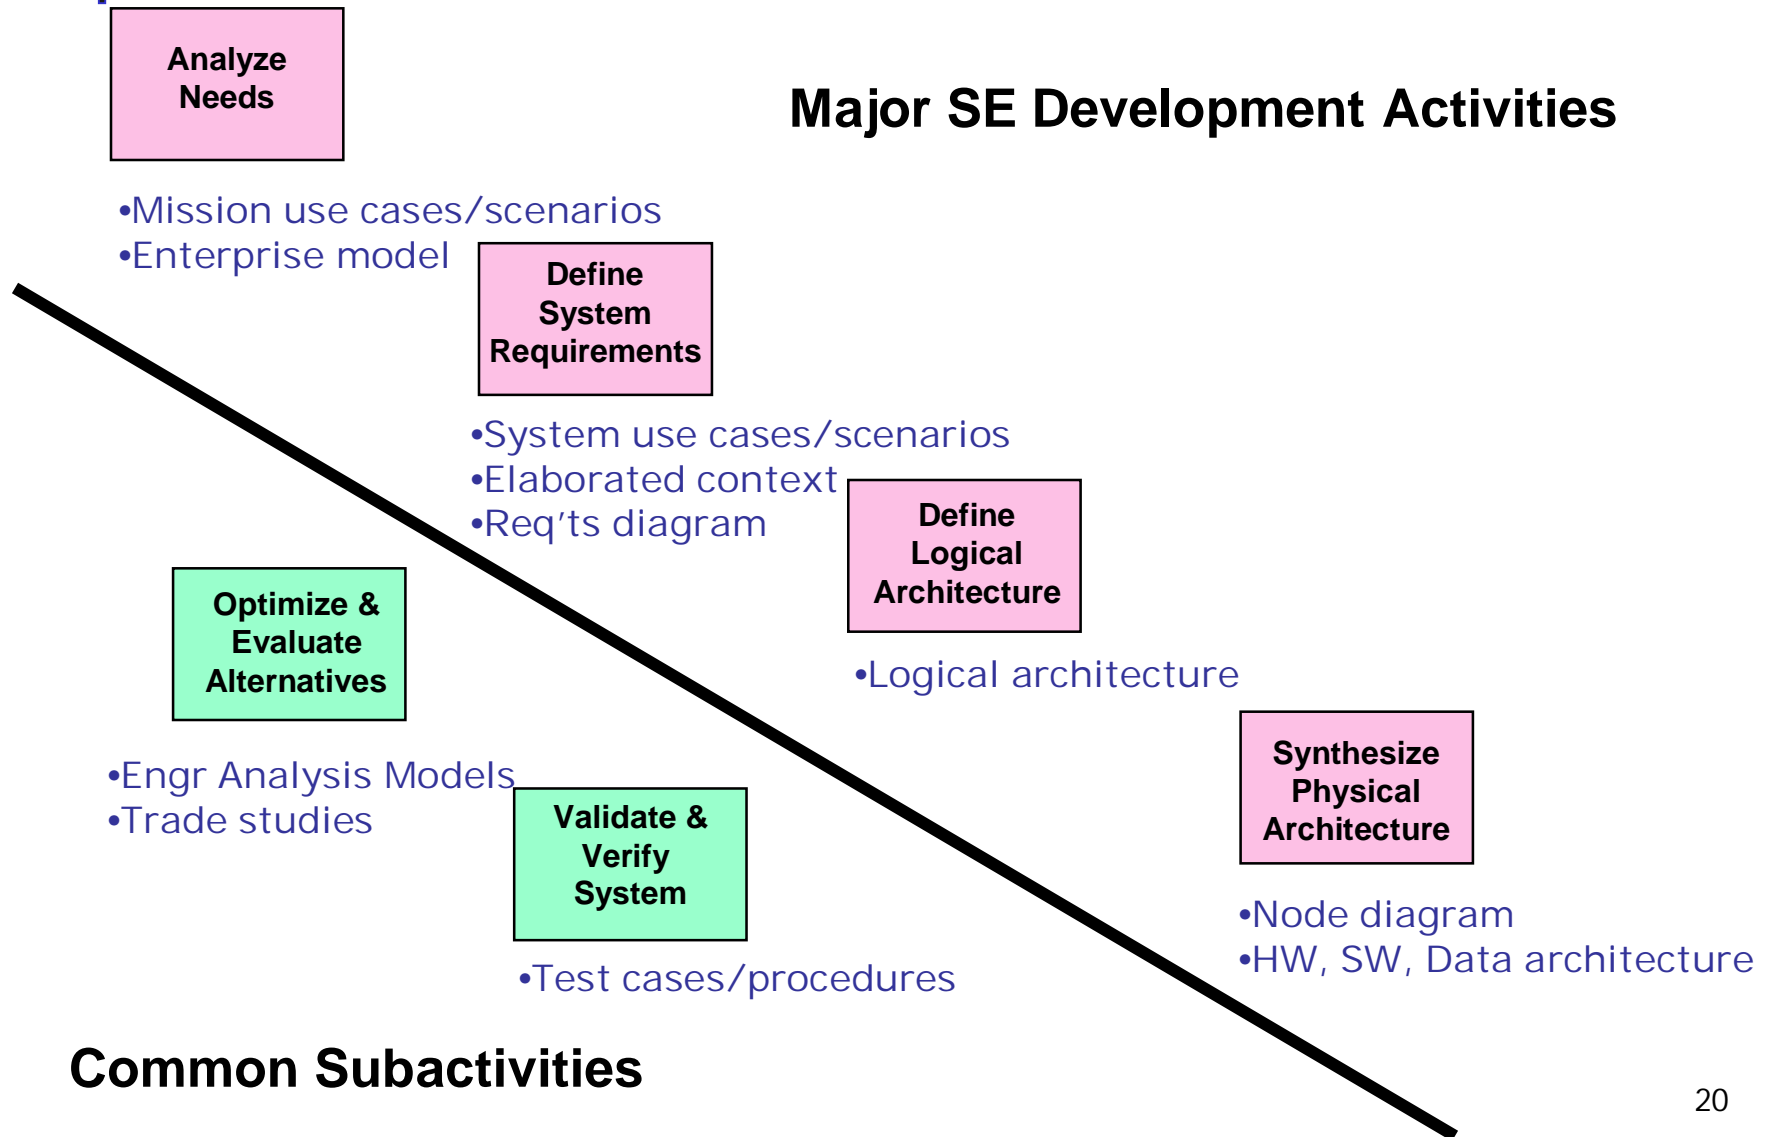 Analyze
Needs
Major SE Development Activities
•Mission use cases/scenarios
•Enterprise model
Define
System
Requirements
•System use cases/scenarios
•Elaborated context
•Req’ts diagram
Define
Logical
Architecture
•Logical architecture
Optimize &
Evaluate
Alternatives
•Engr Analysis Models
•Trade studies
Validate &
Verify
System
•Test cases/procedures
Synthesize
Physical
Architecture
•Node diagram
•HW, SW, Data architecture
Common Subactivities
20